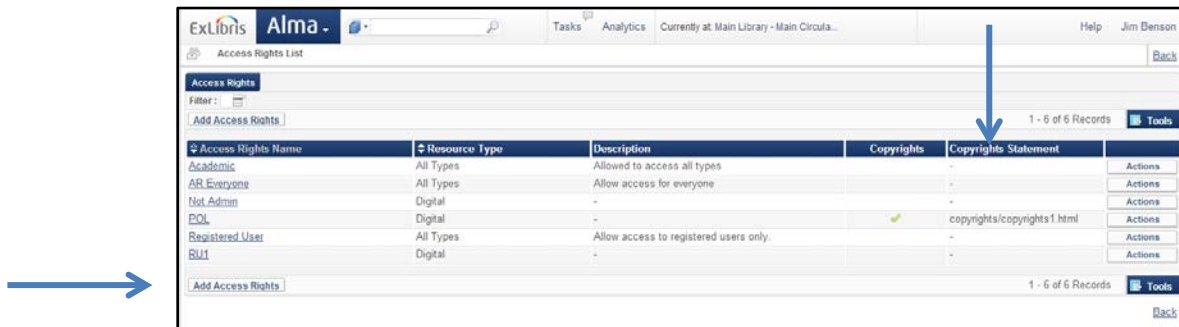 ExLibris Alma Tasks Analytics Currently at: Main Library - Main Circula... Help Jim Benson
Access Rights List Back
Access Rights
Filter :
Add Access Rights 1 - 6 of 6 Records Tools
Access Rights Name Resource Type Description Copyrights Copyrights Statement
Academic All Types Allowed to access all types - Actions
AR Everyone All Types Allow access for everyone - Actions
Not Admin Digital - - Actions
POL Digital - copyrights/copyrights1.html Actions
Registered User All Types Allow access to registered users only. - Actions
RU1 Digital - - Actions
Add Access Rights 1 - 6 of 6 Records Tools
Back